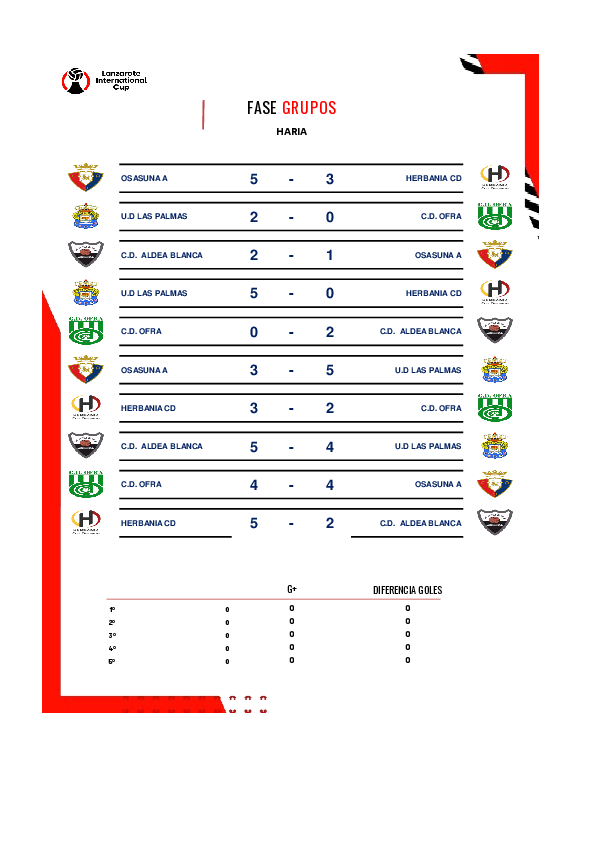 Lanzarote
International
Cup
FASE GRUPOS
HARIA
OSASUNA A 5 - 3 HERBANIA CD
U.D LAS PALMAS 2 - 0 C.D. OFRA
C.D. ALDEA BLANCA 2 - 1 OSASUNA A
U.D LAS PALMAS 5 - 0 HERBANIA CD
C.D. OFRA 0 - 2 C.D. ALDEA BLANCA
OSASUNA A 3 - 5 U.D LAS PALMAS
HERBANIA CD 3 - 2 C.D. OFRA
C.D. ALDEA BLANCA 5 - 4 U.D LAS PALMAS
C.D. OFRA 4 - 4 OSASUNA A
HERBANIA CD 5 - 2 C.D. ALDEA BLANCA
G+ DIFERENCIA GOLES
1º 0 0 0
2º 0 0 0
3º 0 0 0
4º 0 0 0
5º 0 0 0